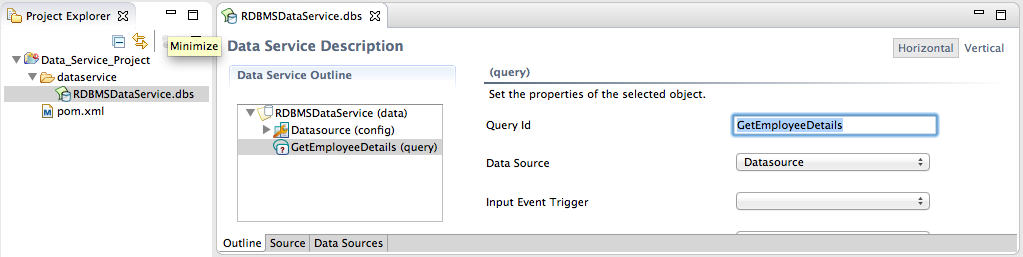 Project Explorer
Minimize
Data_Service_Project
dataservice
RDBMSDataService.dbs
pom.xml
RDBMSDataService.dbs
Data Service Description
Horizontal Vertical
Data Service Outline
RDBMSDataService (data)
Datasource (config)
GetEmployeeDetails (query)
(query)
Set the properties of the selected object.
Query Id GetEmployeeDetails
Data Source Datasource
Input Event Trigger
Outline Source Data Sources